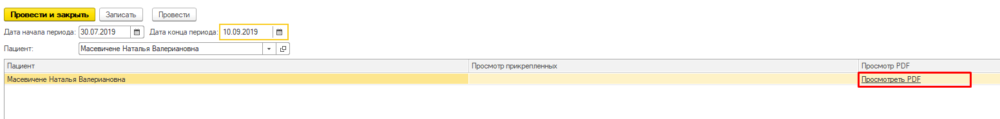 Провести и закрыть Записать Провести
Дата начала периода: 30.07.2019 Дата конца периода: 10.09.2019
Пациент: Масевичене Наталья Валериановна
Пациент Просмотр прикрепленных Просмотр PDF
Масевичене Наталья Валериановна Просмотреть PDF